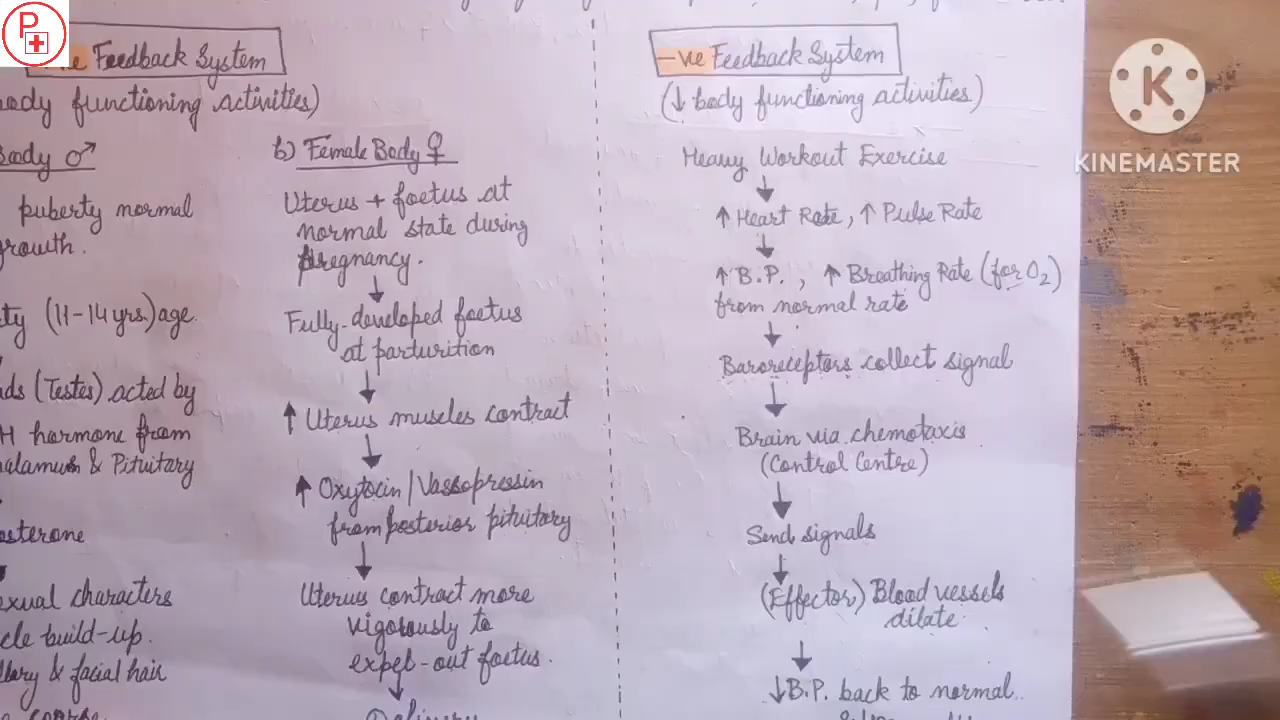 P
+ve Feedback System
body functioning activities)
Body ♂
puberty normal
growth.
(11-14 yrs.) age
(Testes) acted by
H hormone from
& Pituitary
sexual characters
build-up.
& facial hair
b) Female Body ♀
Uterus + foetus at
normal state during
pregnancy.
↓
Fully-developed foetus
at parturition
↓
↑ Uterus muscles contract
↓
↑ Oxytocin/Vassopressin
from posterior pituitary
↓
Uterus contract more
vigorously to
expel-out foetus.
↓
Delivery
-ve Feedback System
(↓ body functioning activities)
Heavy Workout Exercise
↓
↑ Heart Rate, ↑ Pulse Rate
↓
↑ B.P., ↑ Breathing Rate (for O2)
from normal rate
↓
Baroreceptors collect signal
↓
Brain via chemotaxis
(Control Centre)
↓
Send signals
↓
(Effector) Blood vessels
dilate
↓
↓B.P. back to normal
K
KINEMASTER